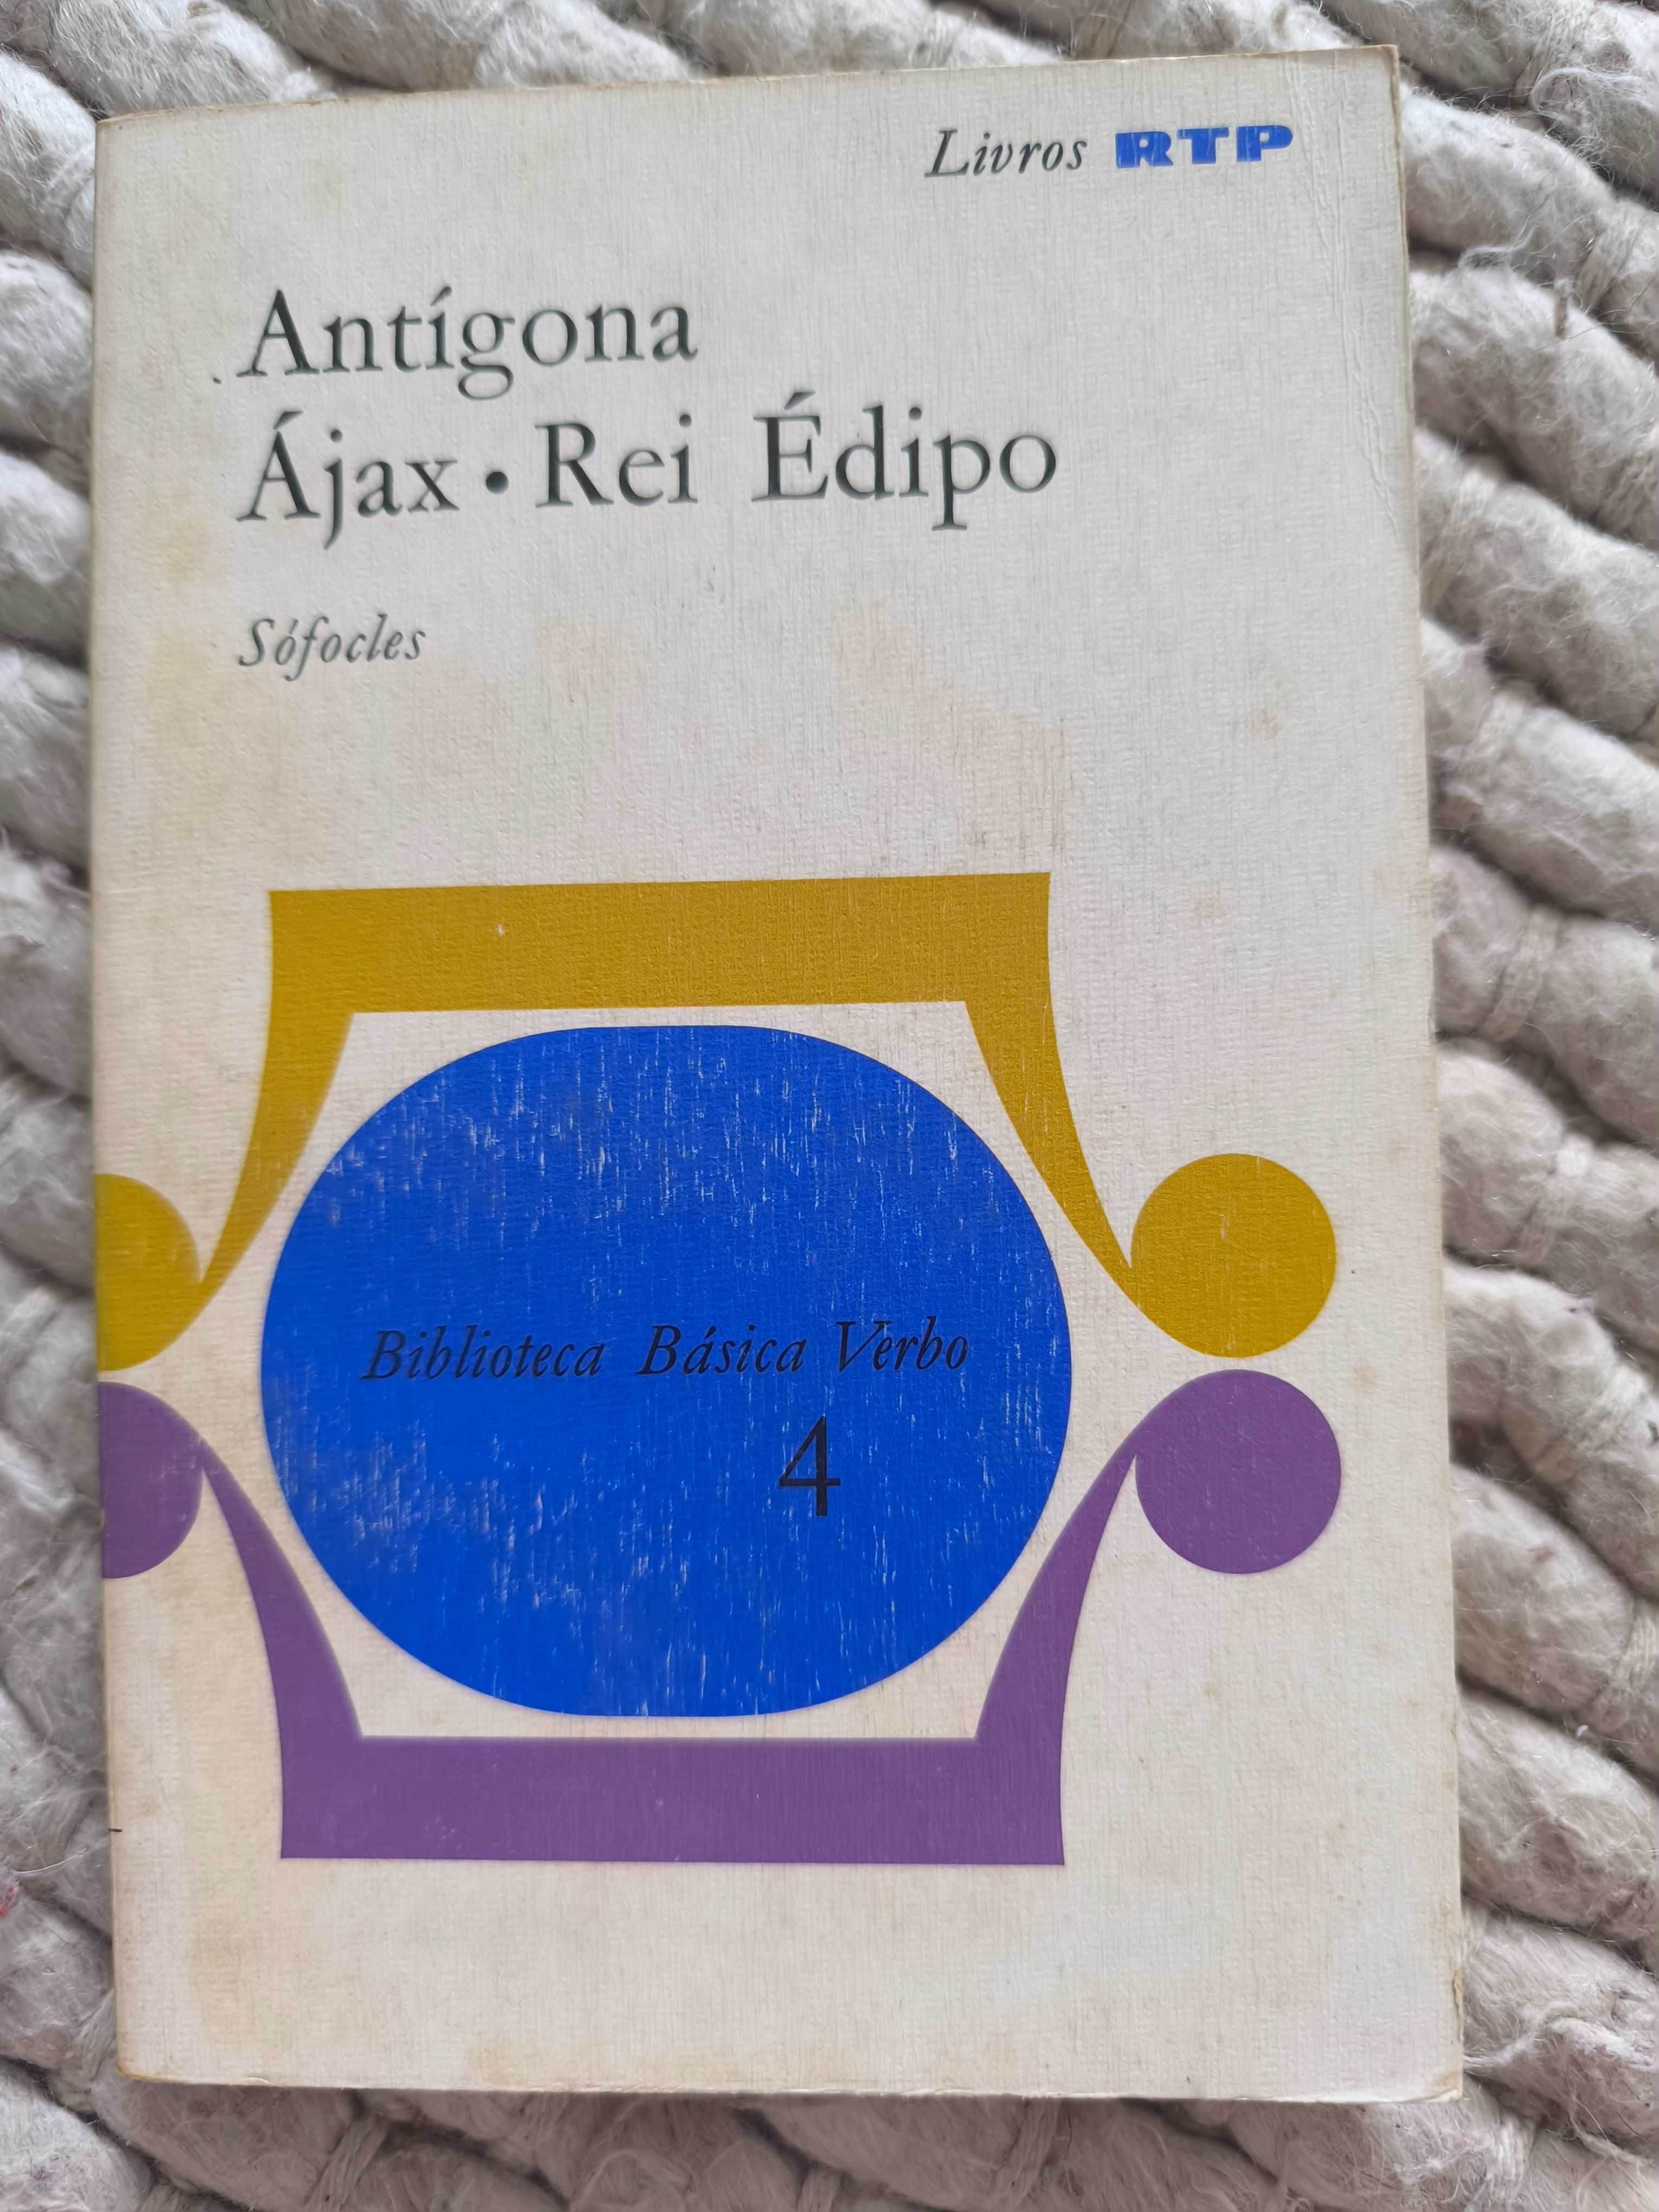 Livros RTP
Antígona
Ájax • Rei Édipo
Sófocles
Biblioteca Básica Verbo
4